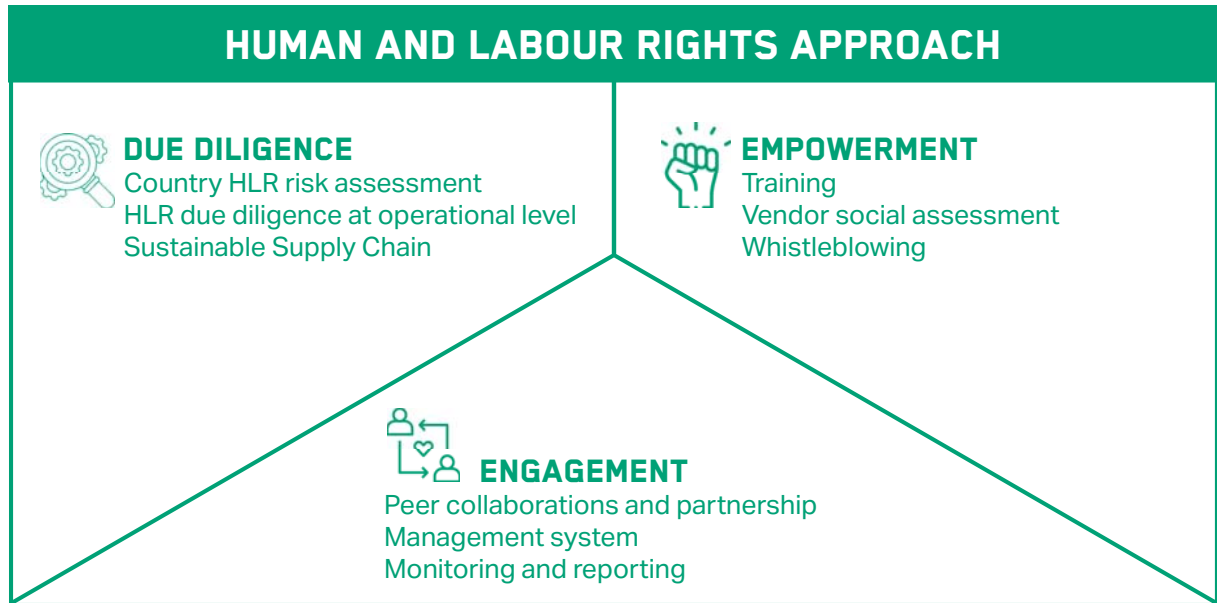 HUMAN AND LABOUR RIGHTS APPROACH
DUE DILIGENCE
Country HLR risk assessment
HLR due diligence at operational level
Sustainable Supply Chain
EMPOWERMENT
Training
Vendor social assessment
Whistleblowing
ENGAGEMENT
Peer collaborations and partnership
Management system
Monitoring and reporting